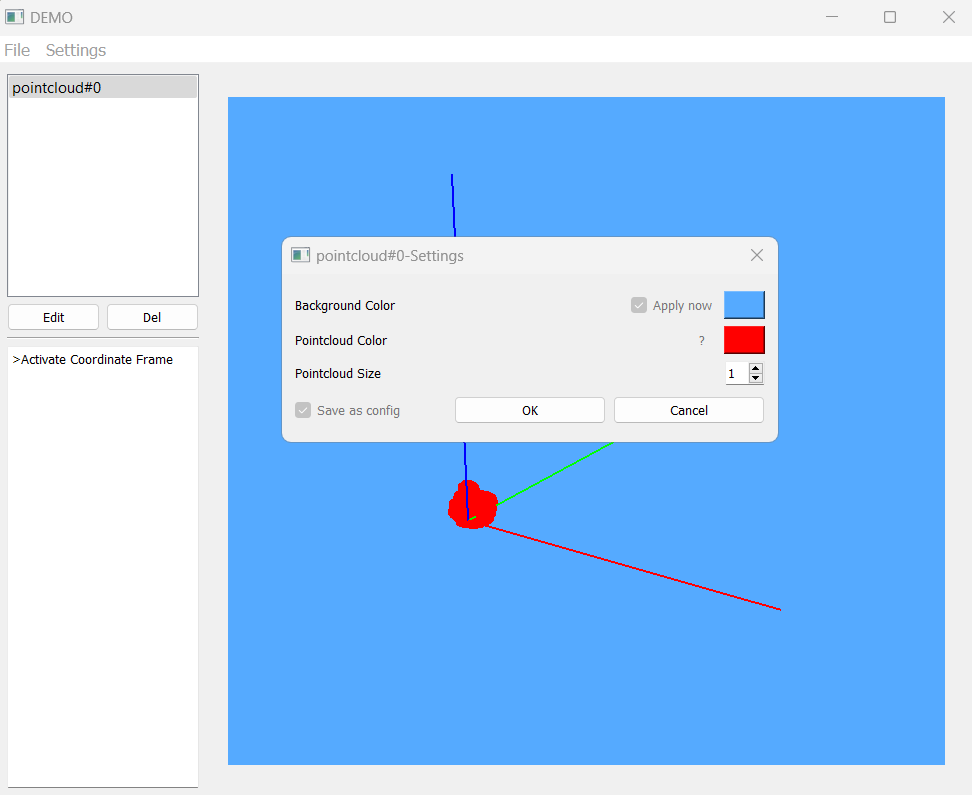 DEMO
File Settings
pointcloud#0
Edit Del
>Activate Coordinate Frame
pointcloud#0-Settings
Background Color Apply now
Pointcloud Color ?
Pointcloud Size 1
Save as config OK Cancel